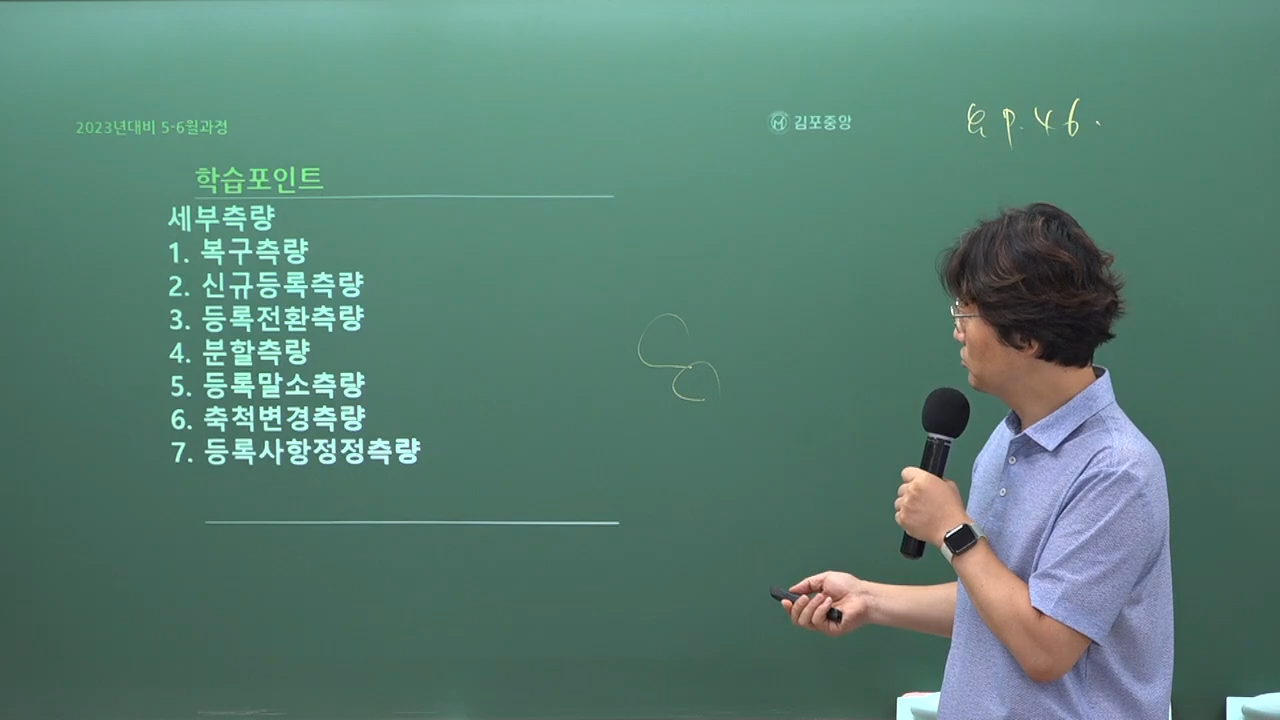 2023년대비 5-6월과정
김포중앙
p.46.
학습포인트
세부측량
1. 복구측량
2. 신규등록측량
3. 등록전환측량
4. 분할측량
5. 등록말소측량
6. 축척변경측량
7. 등록사항정정측량